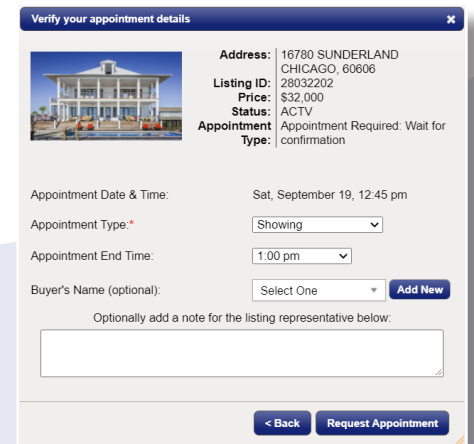 Verify your appointment details
Address: 16780 SUNDERLAND
CHICAGO, 60606
Listing ID: 28032202
Price: $32,000
Status: ACTV
Appointment Appointment Required: Wait for
Type: confirmation
Appointment Date & Time: Sat, September 19, 12:45 pm
Appointment Type:* Showing
Appointment End Time: 1:00 pm
Buyer's Name (optional): Select One Add New
Optionally add a note for the listing representative below:
< Back Request Appointment